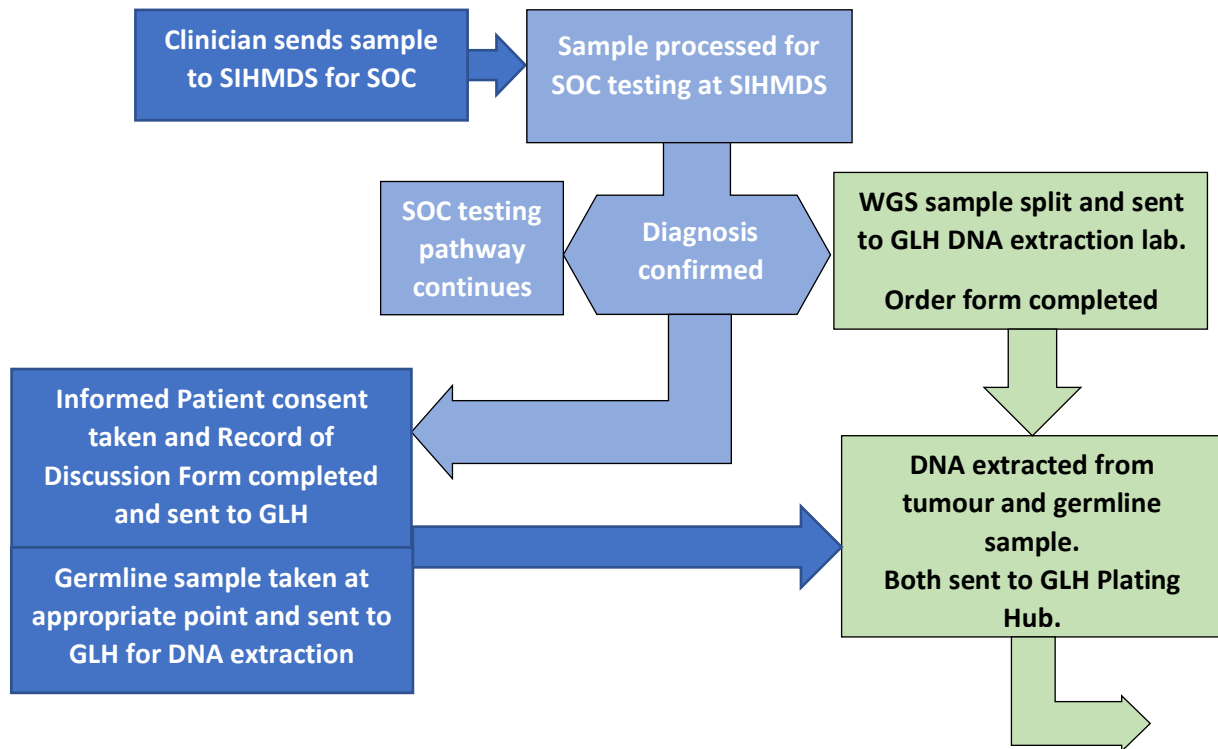 Clinician sends sample
to SIHMDS for SOC
Sample processed for
SOC testing at SIHMDS
SOC testing
pathway
continues
Diagnosis
confirmed
WGS sample split and sent
to GLH DNA extraction lab.
Order form completed
Informed Patient consent
taken and Record of
Discussion Form completed
and sent to GLH
Germline sample taken at
appropriate point and sent to
GLH for DNA extraction
DNA extracted from
tumour and germline
sample.
Both sent to GLH Plating
Hub.